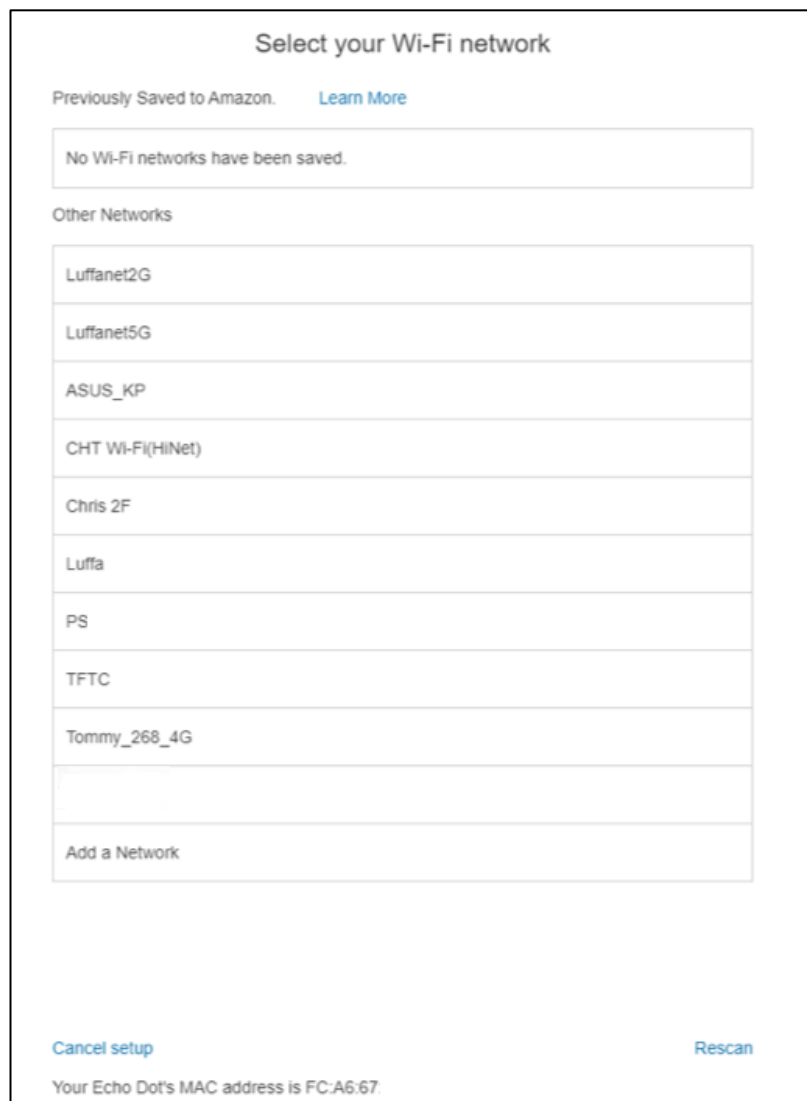 Select your Wi-Fi network
Previously Saved to Amazon. Learn More
No Wi-Fi networks have been saved.
Other Networks
Luffanet2G
Luffanet5G
ASUS_KP
CHT Wi-Fi(HiNet)
Chris 2F
Luffa
PS
TFTC
Tommy_268_4G
Add a Network
Cancel setup Rescan
Your Echo Dot's MAC address is FC:A6:67: